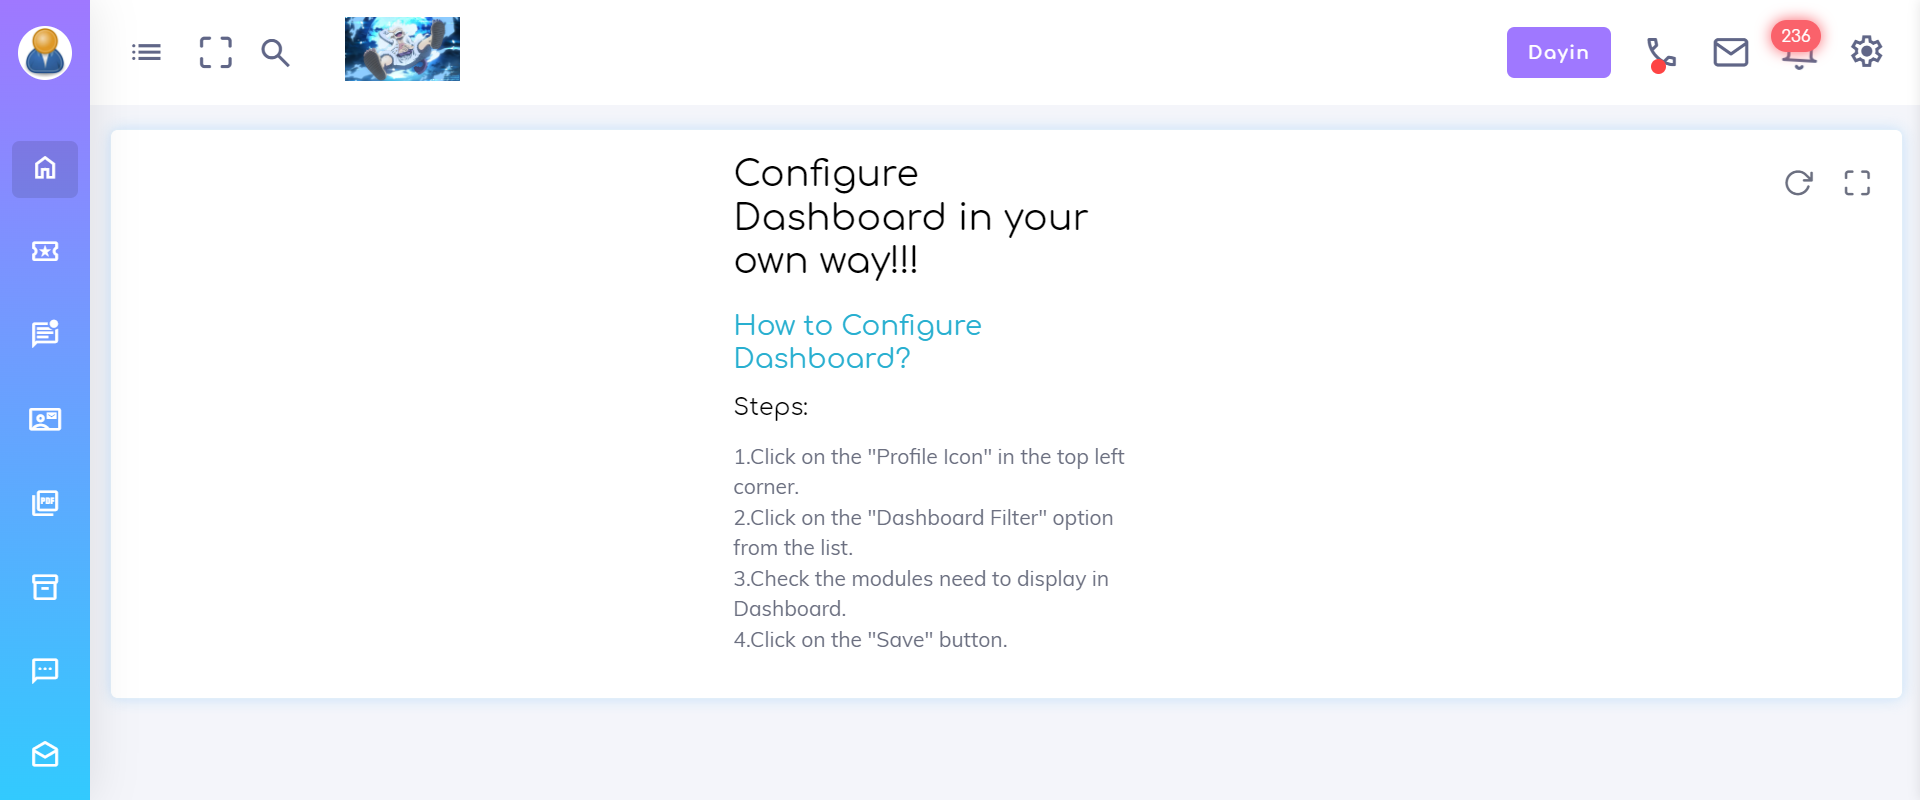 Dayin
236
Configure
Dashboard in your
own way!!!
How to Configure
Dashboard?
Steps:
1.Click on the "Profile Icon" in the top left
corner.
2.Click on the "Dashboard Filter" option
from the list.
3.Check the modules need to display in
Dashboard.
4.Click on the "Save" button.
PDF